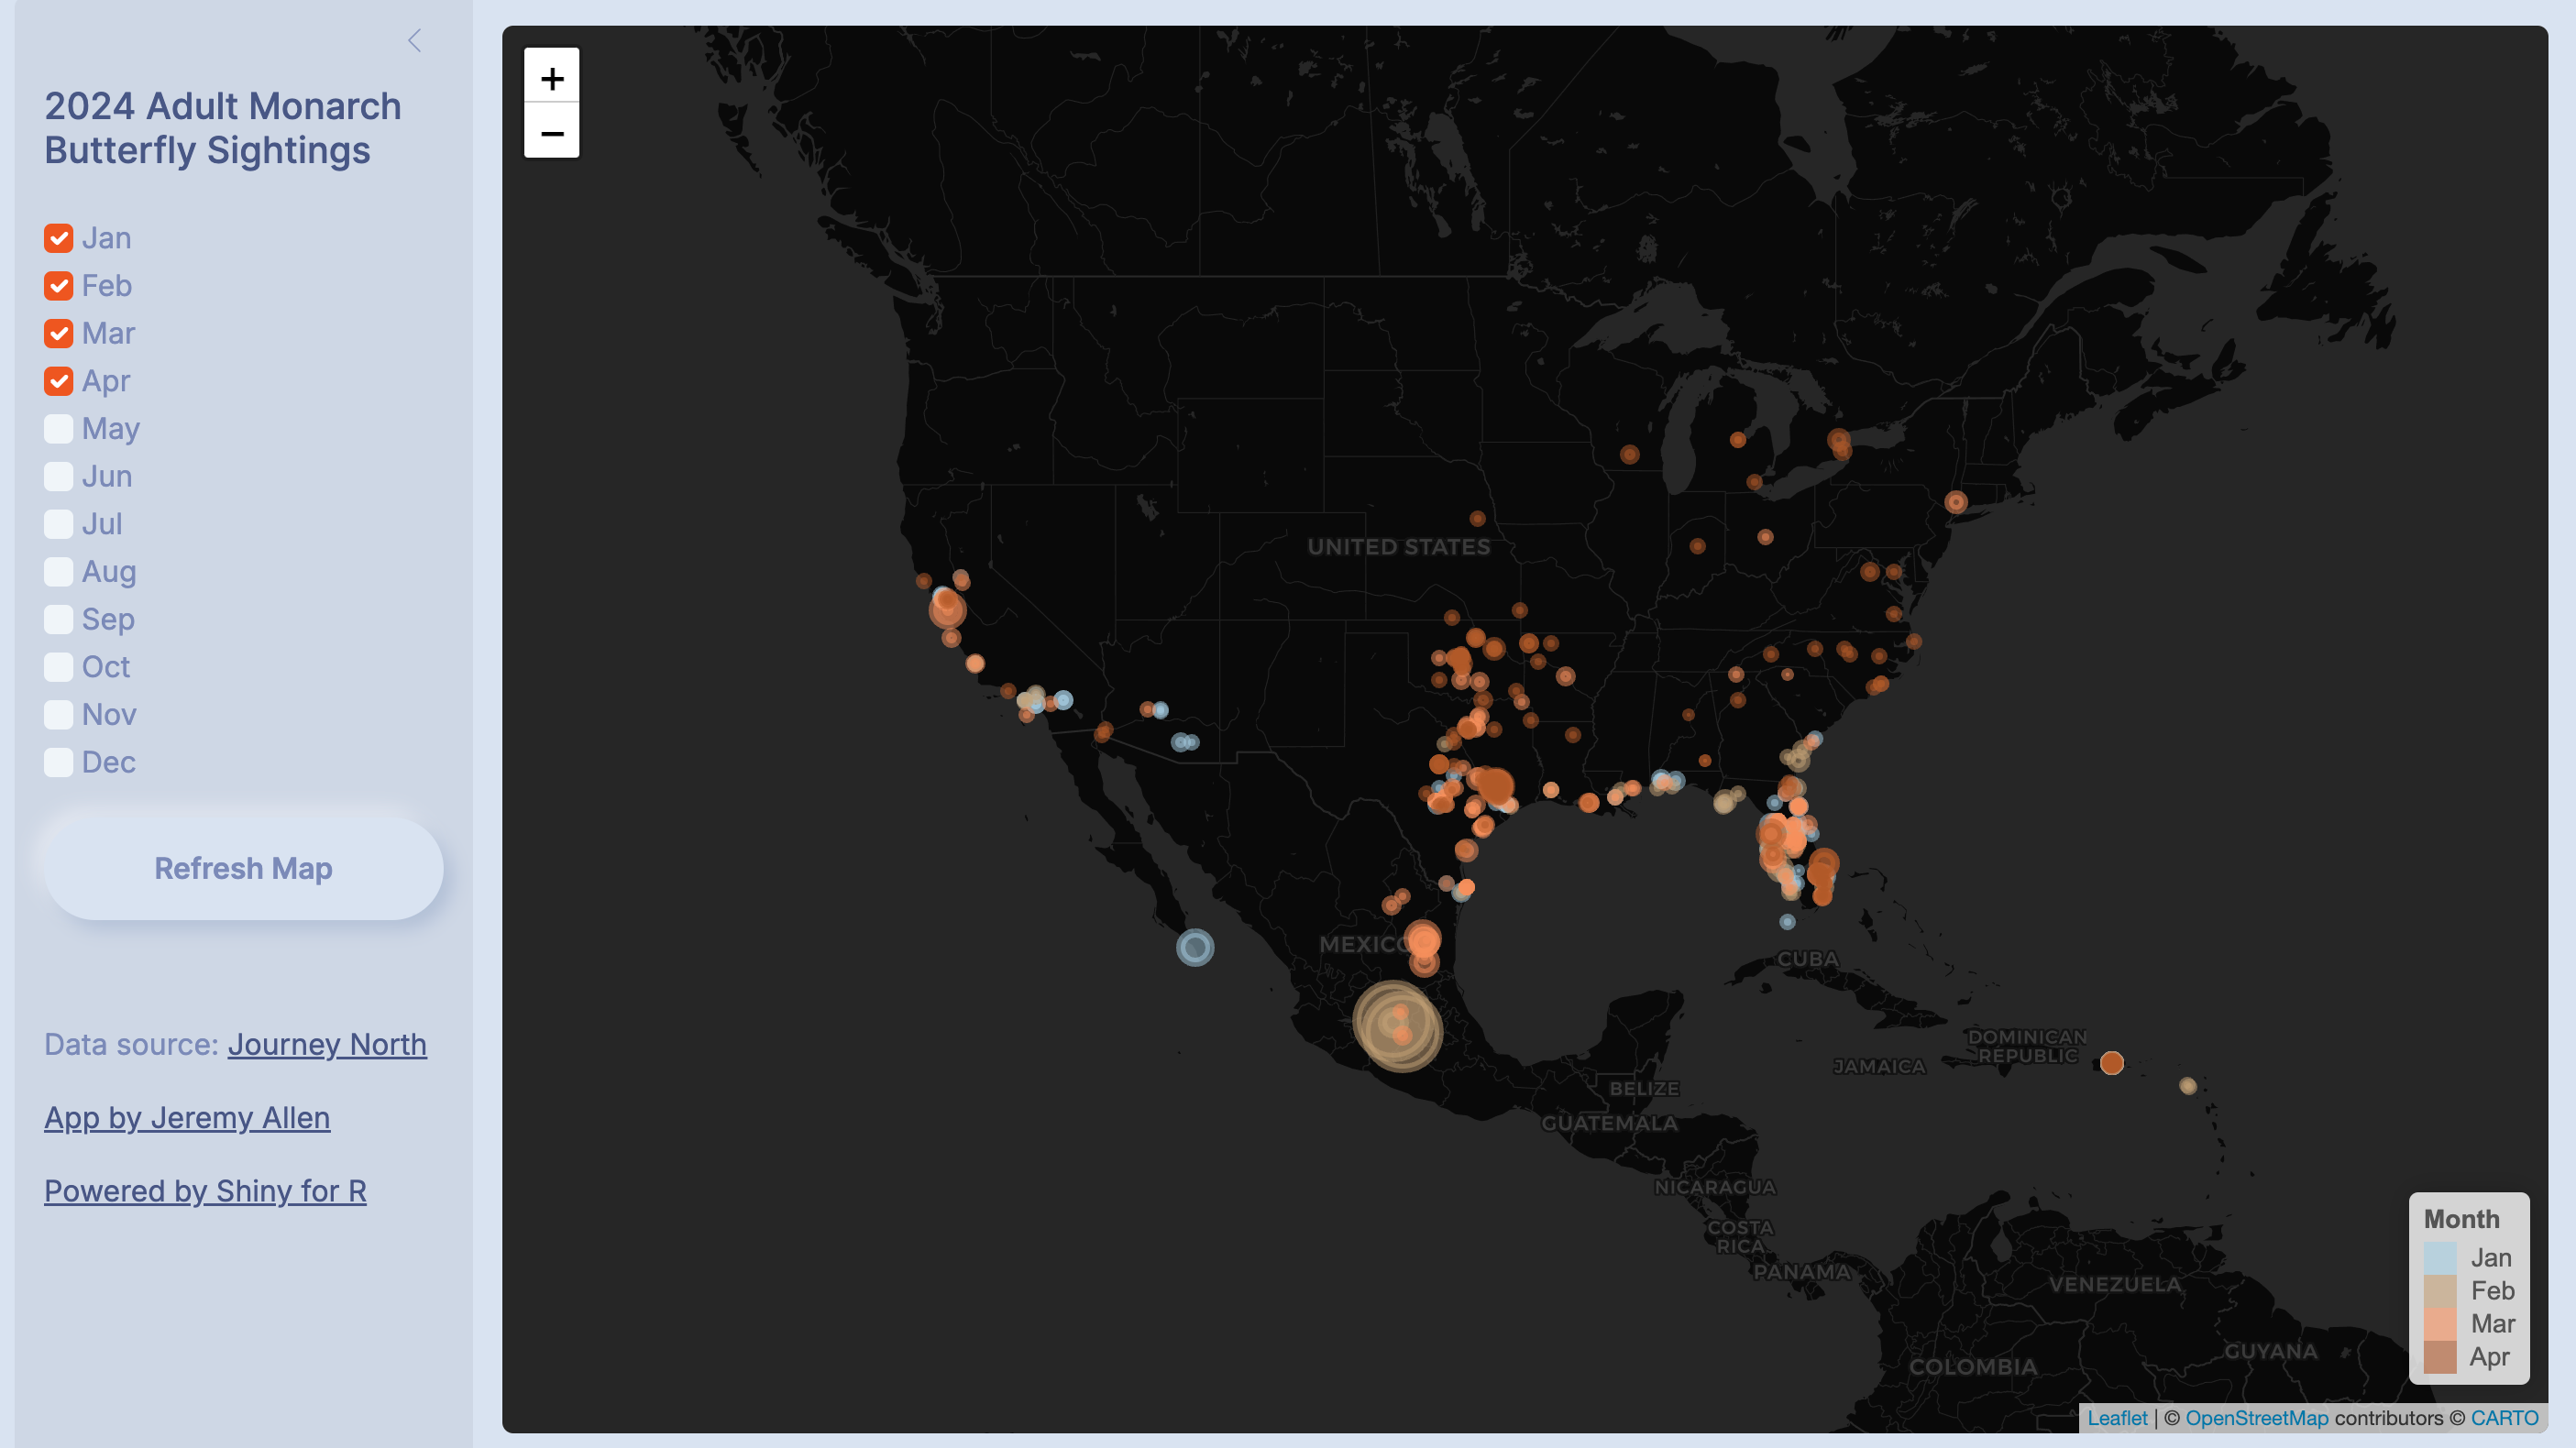 2024 Adult Monarch
Butterfly Sightings
Jan
Feb
Mar
Apr
May
Jun
Jul
Aug
Sep
Oct
Nov
Dec
Refresh Map
Data source: Journey North
App by Jeremy Allen
Powered by Shiny for R
+
−
UNITED STATES
MEXICO
CUBA
DOMINICAN
REPUBLIC
JAMAICA
BELIZE
GUATEMALA
NICARAGUA
COSTA
RICA
PANAMA
VENEZUELA
GUYANA
COLOMBIA
Month
Jan
Feb
Mar
Apr
Leaflet | © OpenStreetMap contributors © CARTO